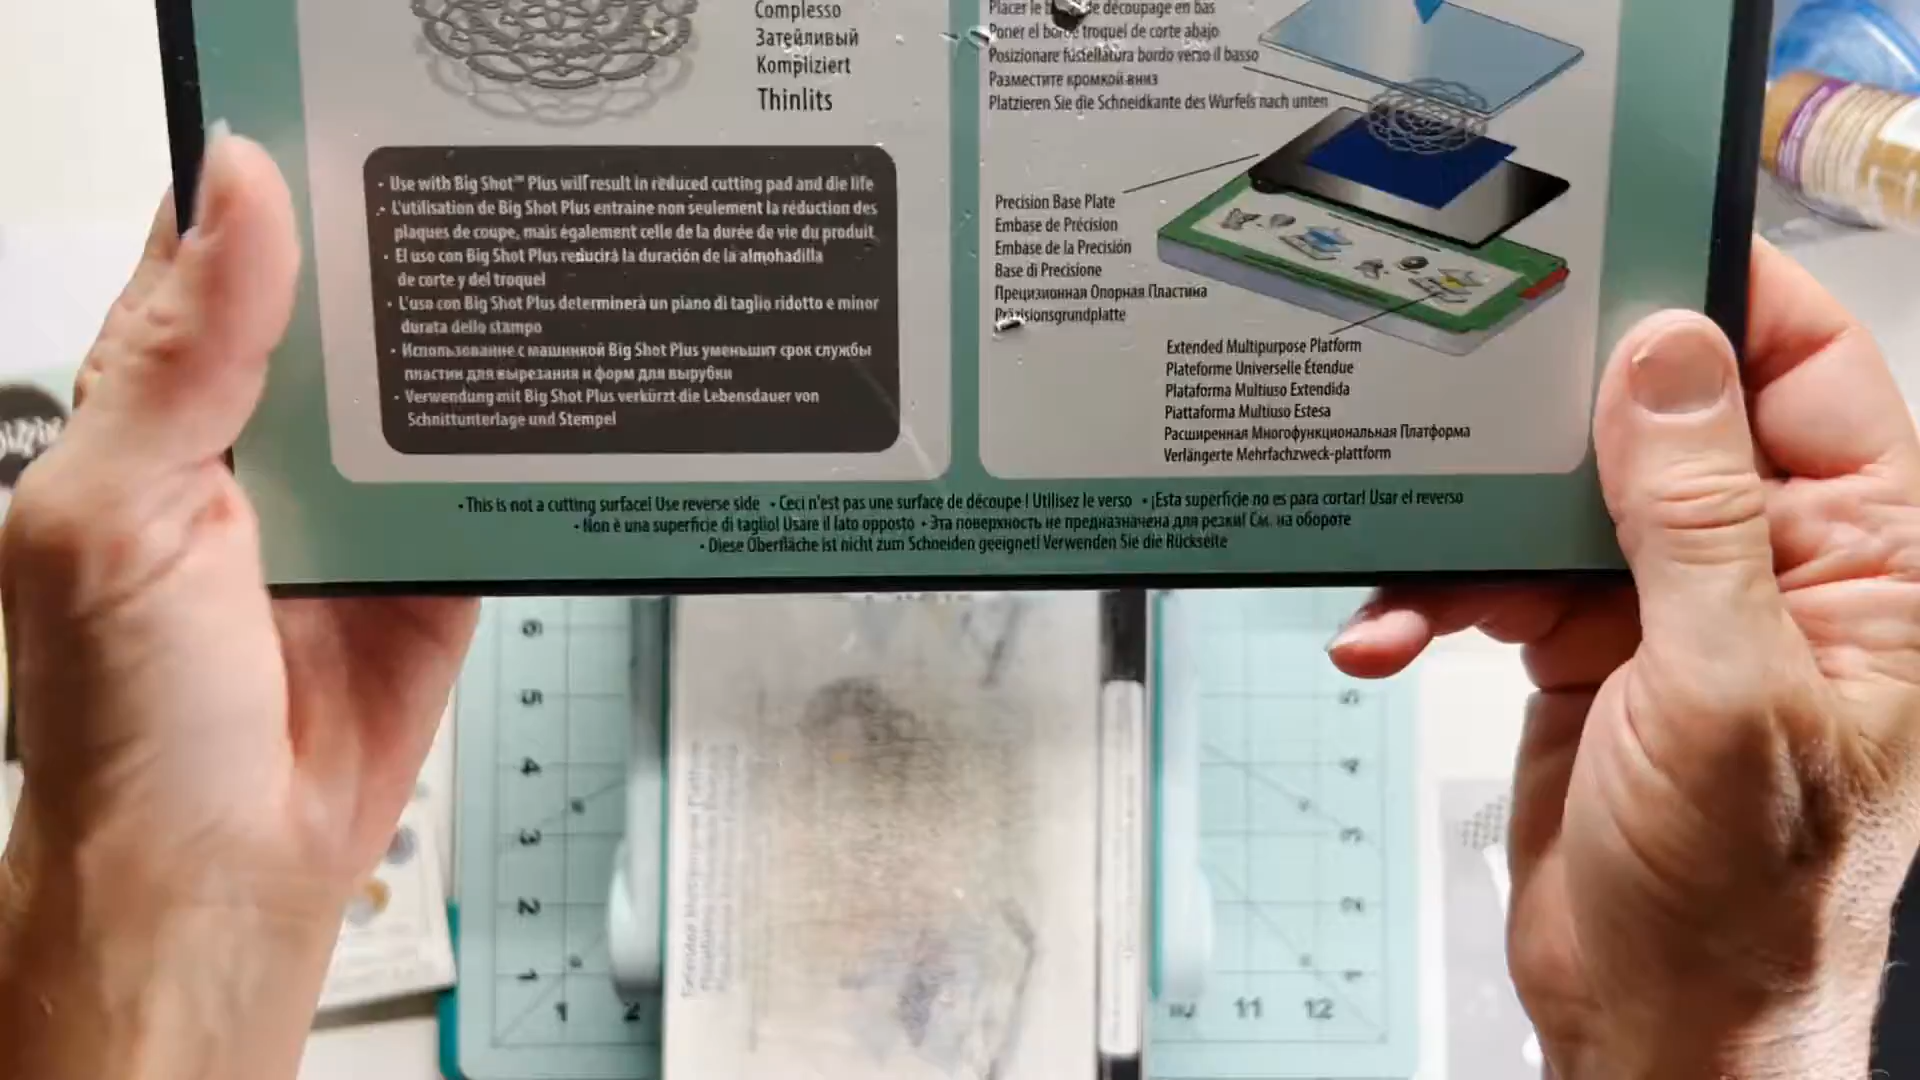 Complesso
Затейливый
Kompliziert
Thinlits
• Use with Big Shot™ Plus will result in reduced cutting pad and die life
• L'utilisation de Big Shot Plus entraine non seulement la réduction des
plaques de coupe, mais également celle de la durée de vie du produit
• El uso con Big Shot Plus reducirá la duración de la almohadilla
de corte y del troquel
• L'uso con Big Shot Plus determinerà un piano di taglio ridotto e minor
durata dello stampo
• Использование с машинкой Big Shot Plus уменьшит срок службы
пластин для вырезания и форм для вырубки
• Verwendung mit Big Shot Plus verkürzt die Lebensdauer von
Schnittunterlage und Stempel
Placer le de découpage en bas
Poner el borde troquel de corte abajo
Posizionare fustellatura bordo verso il basso
Разместите кромкой вниз
Platzieren Sie die Schneidkante des Wurfels nach unten
Precision Base Plate
Embase de Précision
Embase de la Precisión
Base di Precisione
Прецизионная Опорная Пластина
Präzisionsgrundplatte
Extended Multipurpose Platform
Plateforme Universelle Étendue
Plataforma Multiuso Extendida
Piattaforma Multiuso Estesa
Расширенная Многофункциональная Платформа
Verlängerte Mehrfachzweck-plattform
• This is not a cutting surface! Use reverse side • Ceci n'est pas une surface de découpe ! Utilisez le verso • ¡Esta superficie no es para cortar! Usar el reverso
• Non è una superficie di taglio! Usare il lato opposto • Эта поверхность не предназначена для резки! См. на обороте
• Diese Oberfläche ist nicht zum Schneiden geeignet! Verwenden Sie die Rückseite
6
5 5
4 4
3 3
2 2
1 1
1 2 11 12